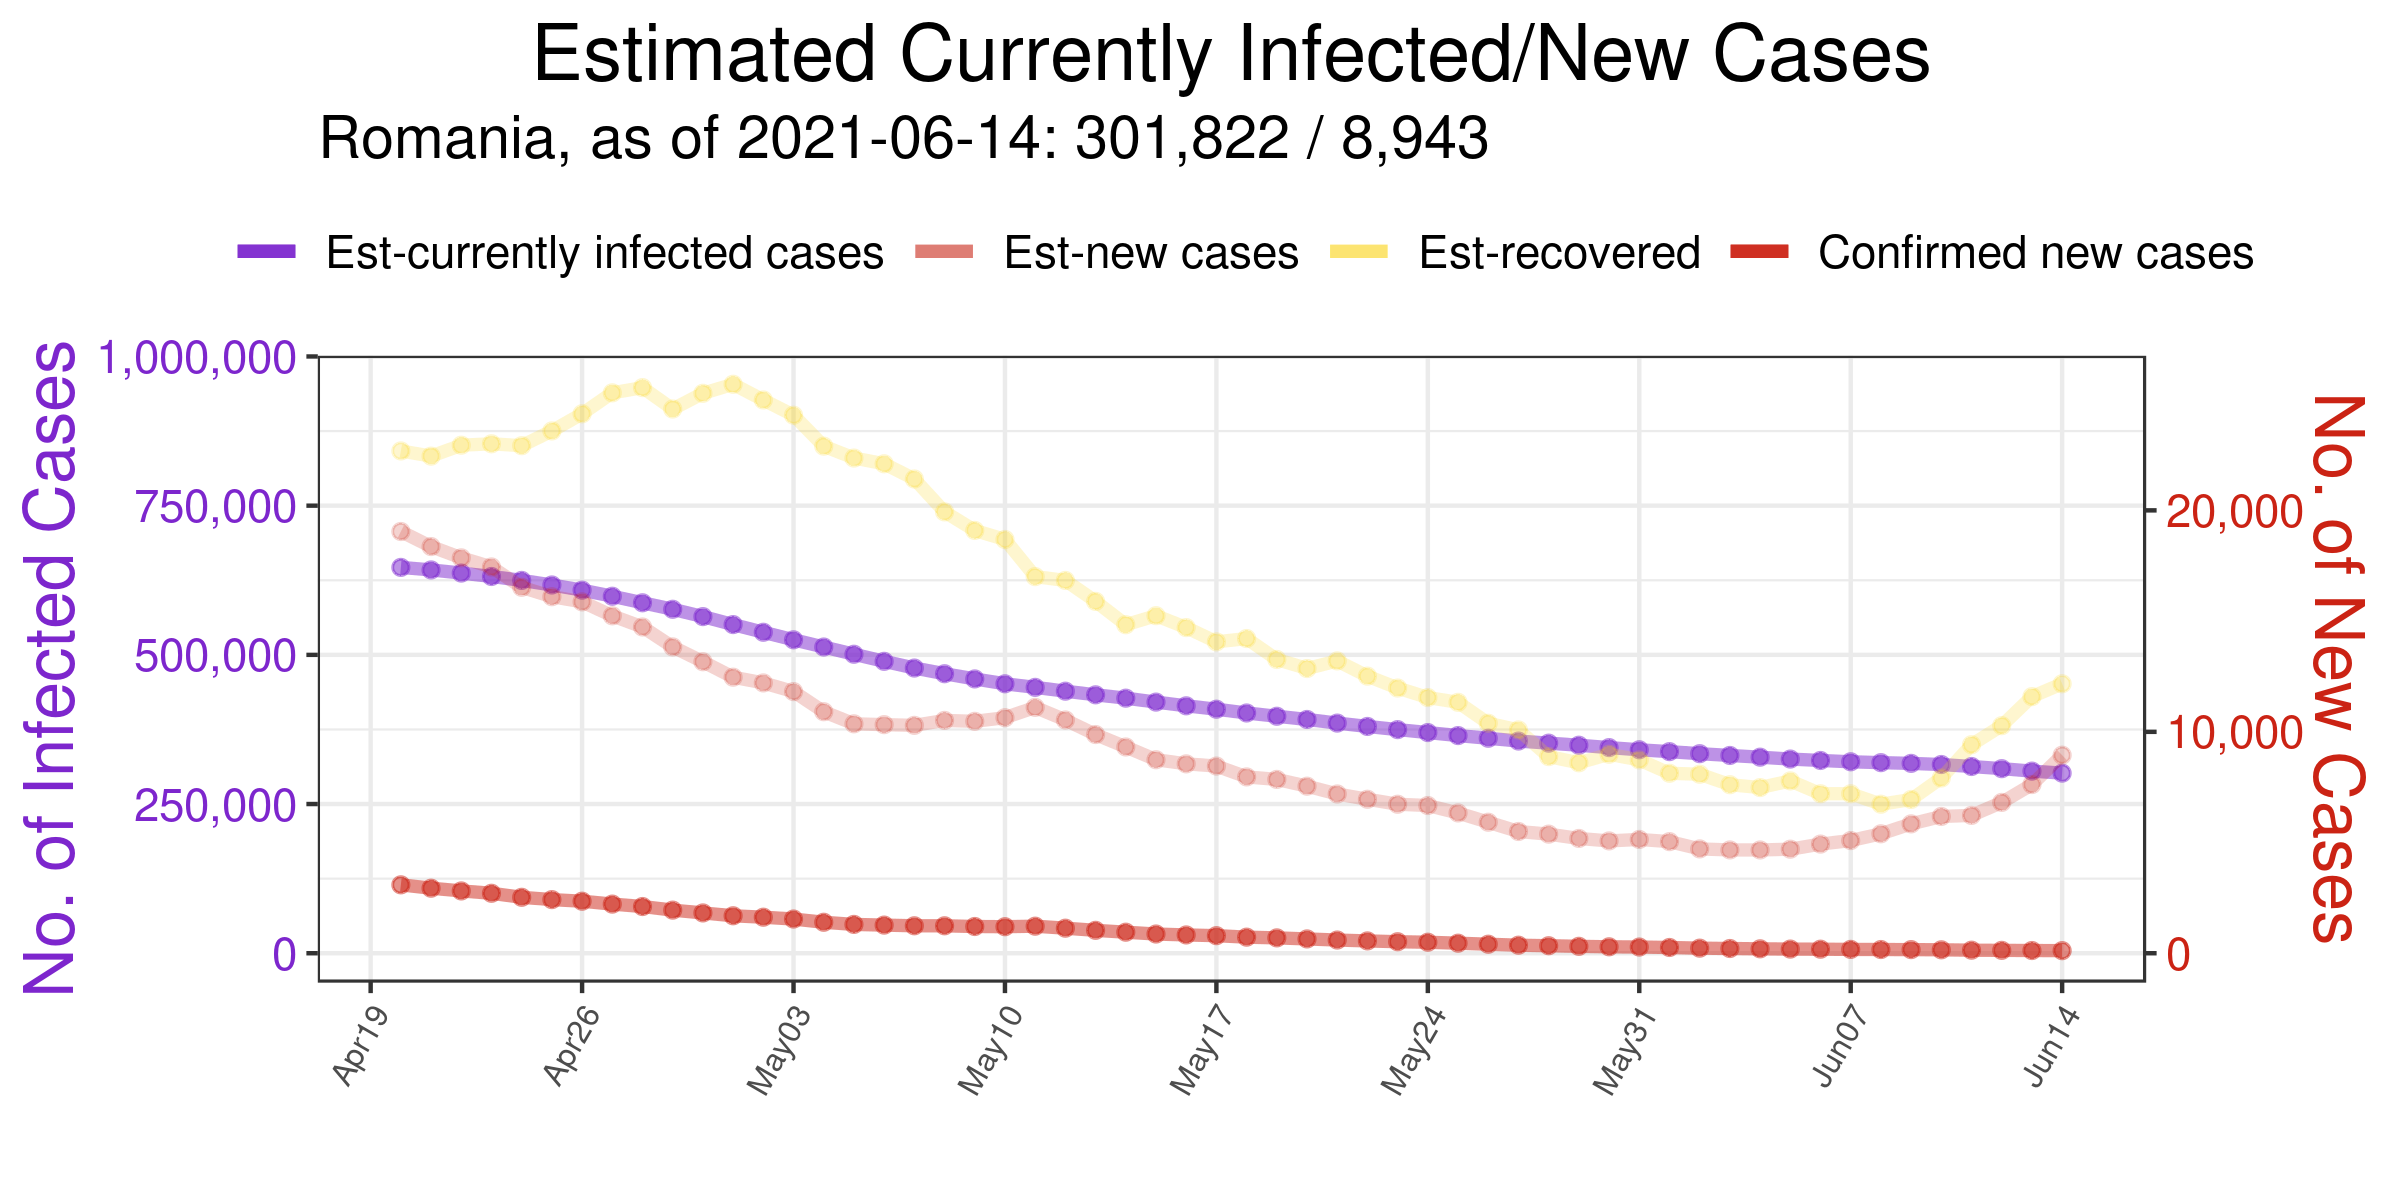 Estimated Currently Infected/New Cases
Romania, as of 2021-06-14: 301,822 / 8,943
Est-currently infected cases
Est-new cases
Est-recovered
Confirmed new cases
No. of Infected Cases
1,000,000
750,000
500,000
250,000
0
20,000
10,000
0
No. of New Cases
Apr19
Apr26
May03
May10
May17
May24
May31
Jun07
Jun14